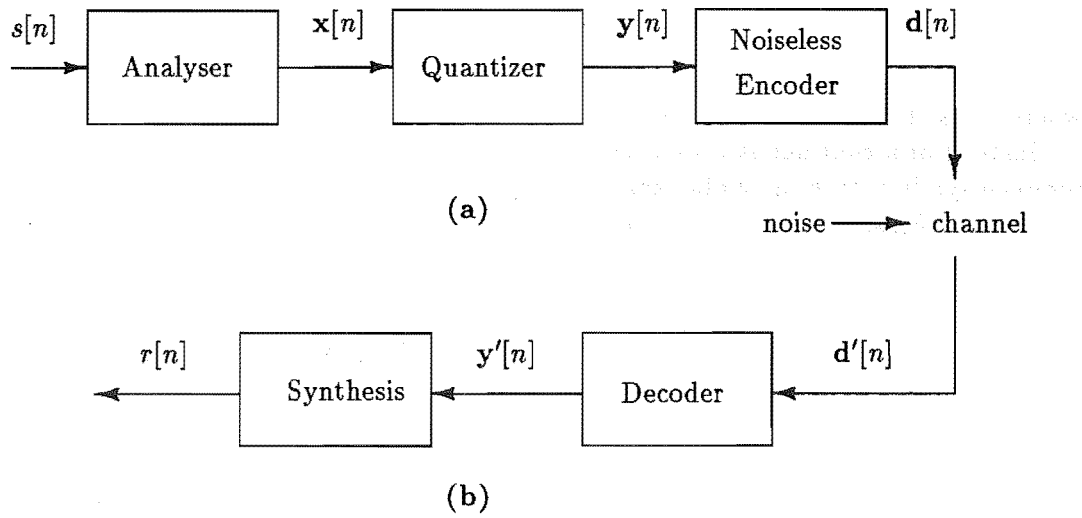 s[n]
Analyser
x[n]
Quantizer
y[n]
Noiseless
Encoder
d[n]
(a)
noise
channel
r[n]
Synthesis
y'[n]
Decoder
d'[n]
(b)